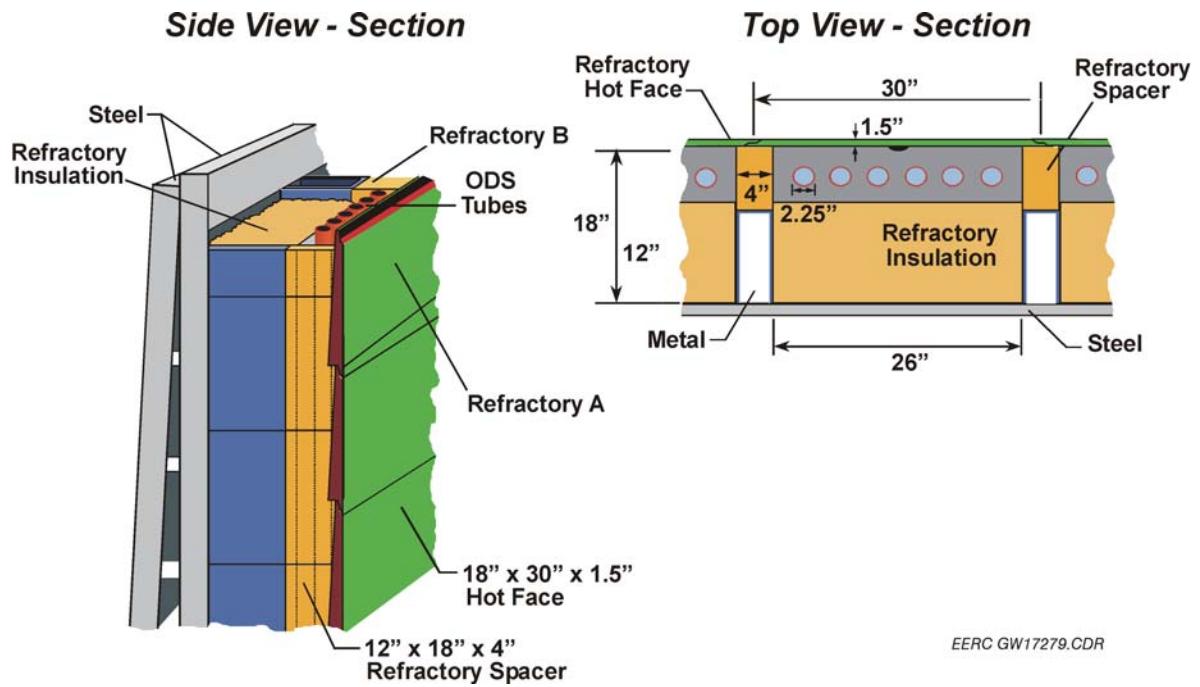 Side View - Section
Steel
Refractory
Insulation
Refractory B
ODS
Tubes
Refractory A
18” x 30” x 1.5”
Hot Face
12” x 18” x 4”
Refractory Spacer
Top View - Section
Refractory
Hot Face
30”
Refractory
Spacer
1.5”
4”
2.25”
18”
12”
Refractory
Insulation
Metal
26”
Steel
EERC GW17279.CDR